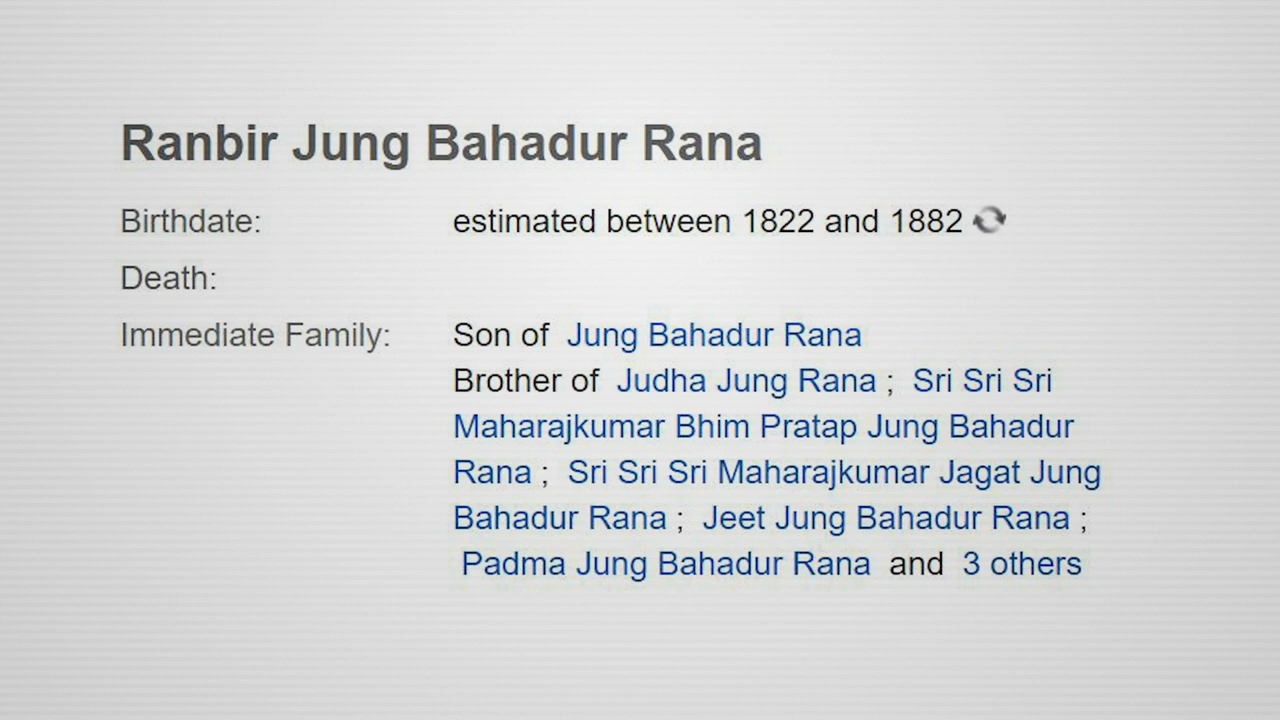 Ranbir Jung Bahadur Rana
Birthdate: estimated between 1822 and 1882
Death:
Immediate Family: Son of Jung Bahadur Rana
Brother of Judha Jung Rana ; Sri Sri Sri
Maharajkumar Bhim Pratap Jung Bahadur
Rana ; Sri Sri Sri Maharajkumar Jagat Jung
Bahadur Rana ; Jeet Jung Bahadur Rana ;
Padma Jung Bahadur Rana and 3 others